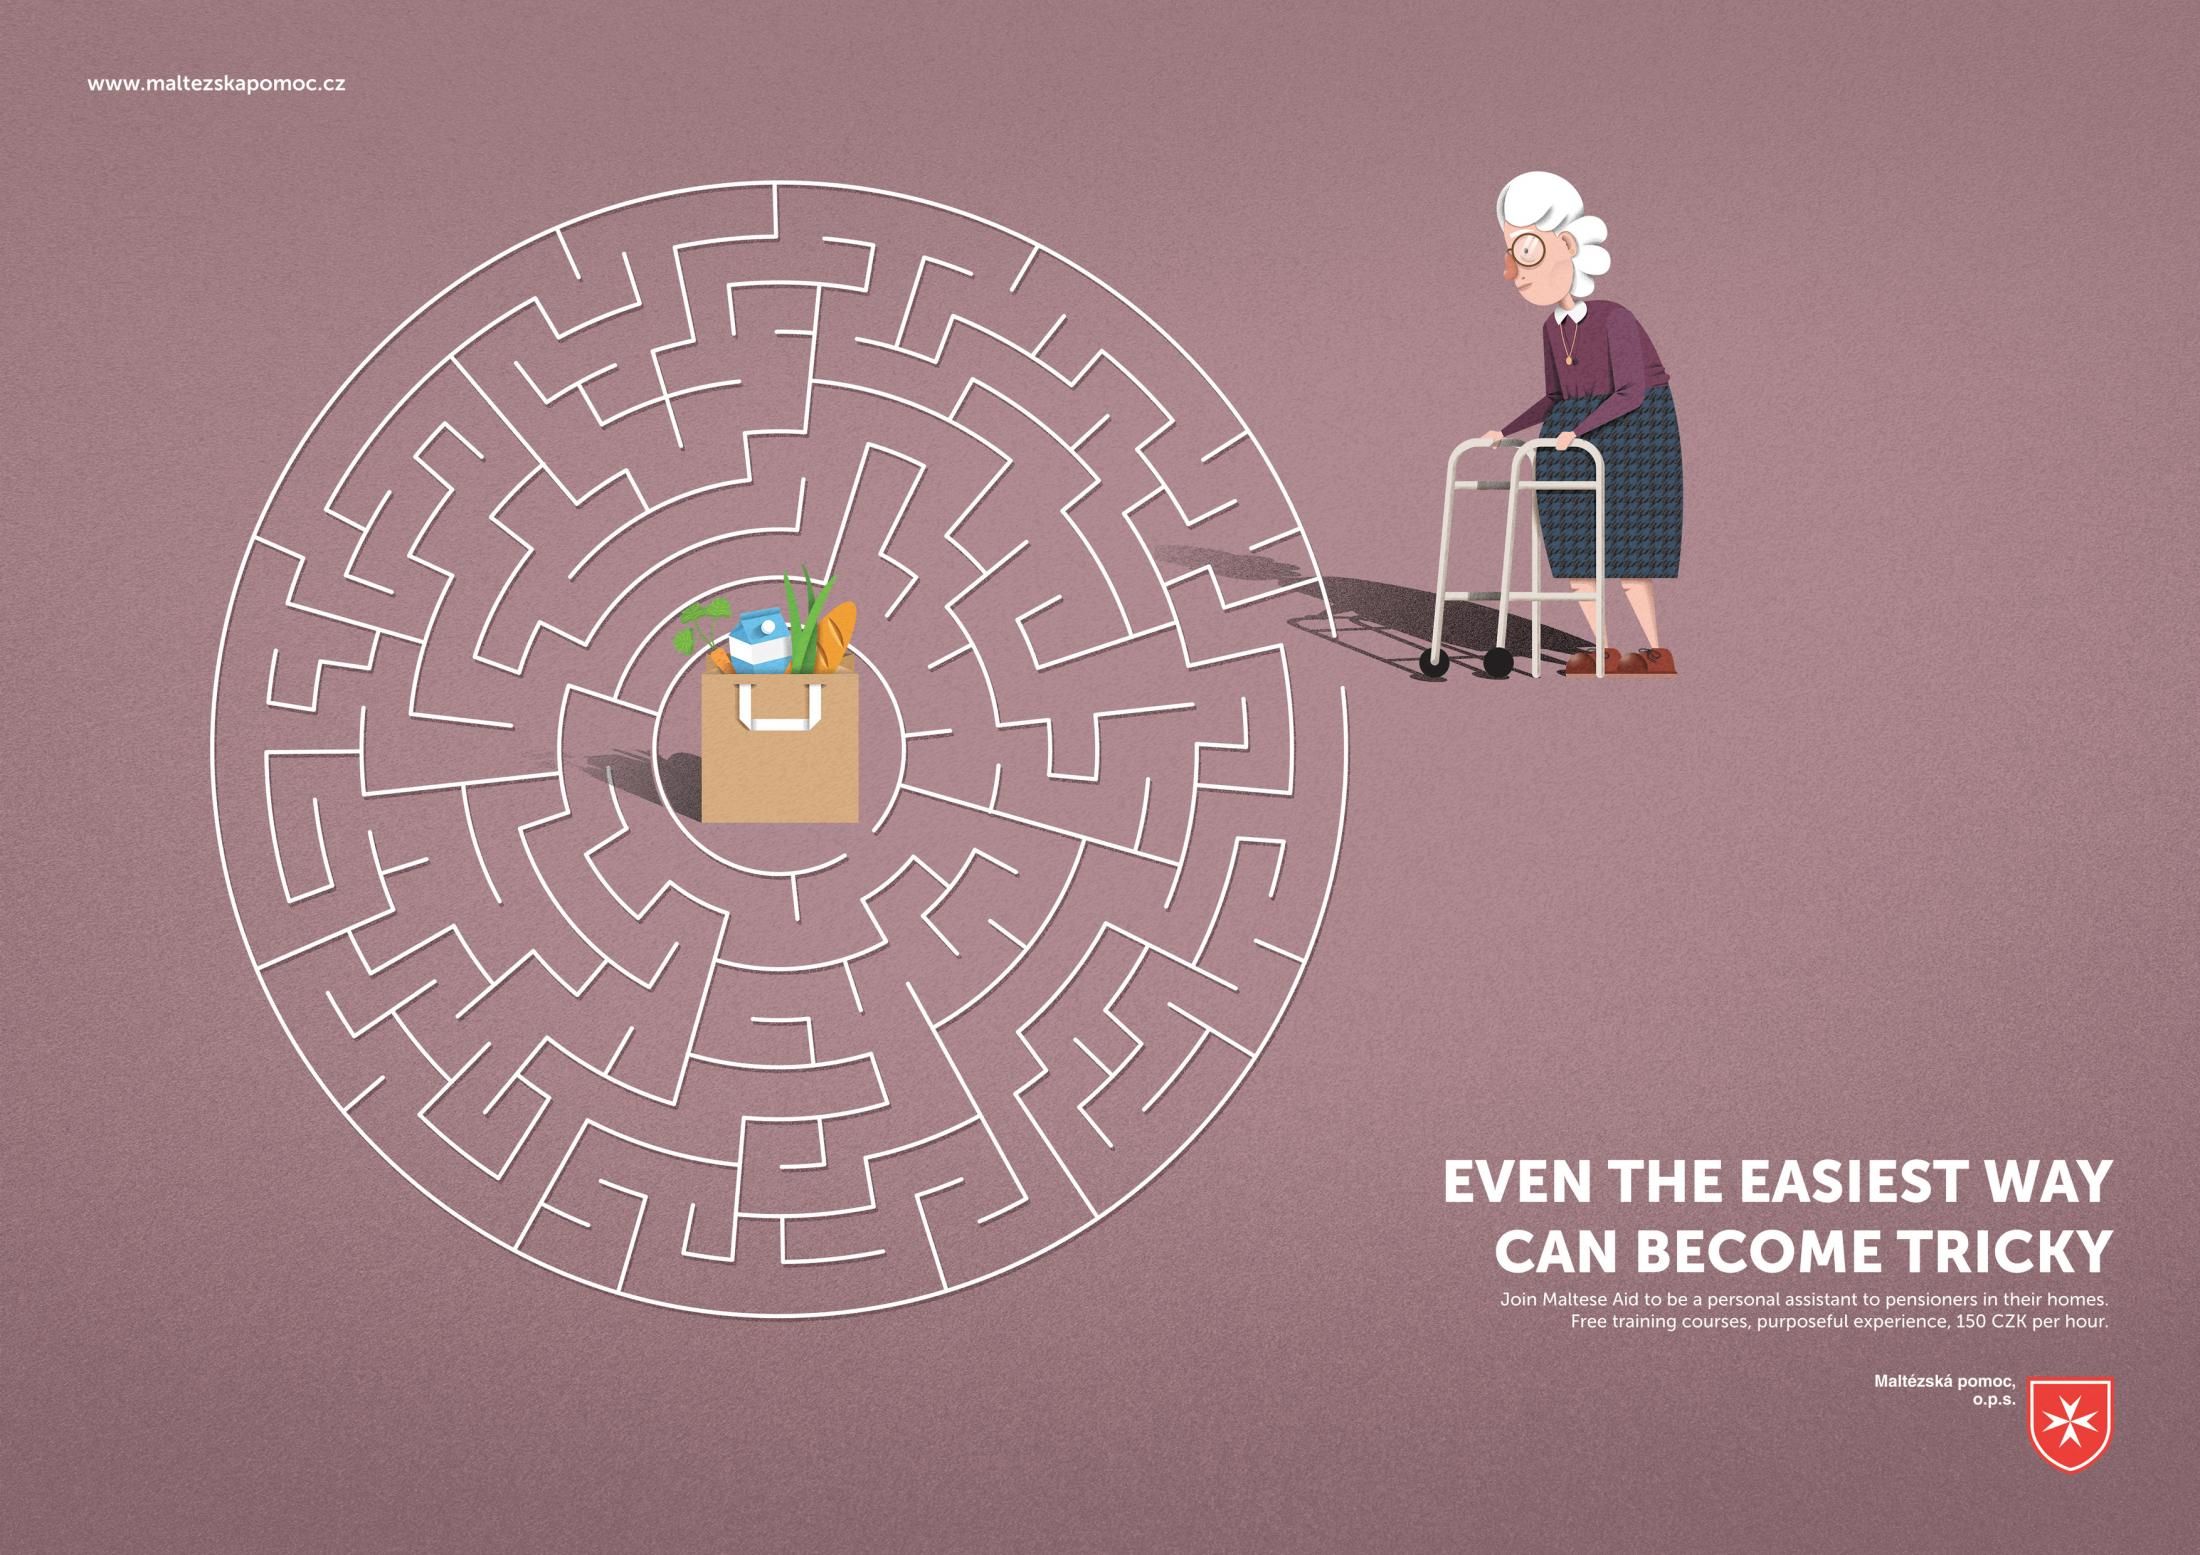 www.maltezskapomoc.cz
EVEN THE EASIEST WAY
CAN BECOME TRICKY
Join Maltese Aid to be a personal assistant to pensioners in their homes.
Free training courses, purposeful experience, 150 CZK per hour.
Maltézská pomoc,
o.p.s.